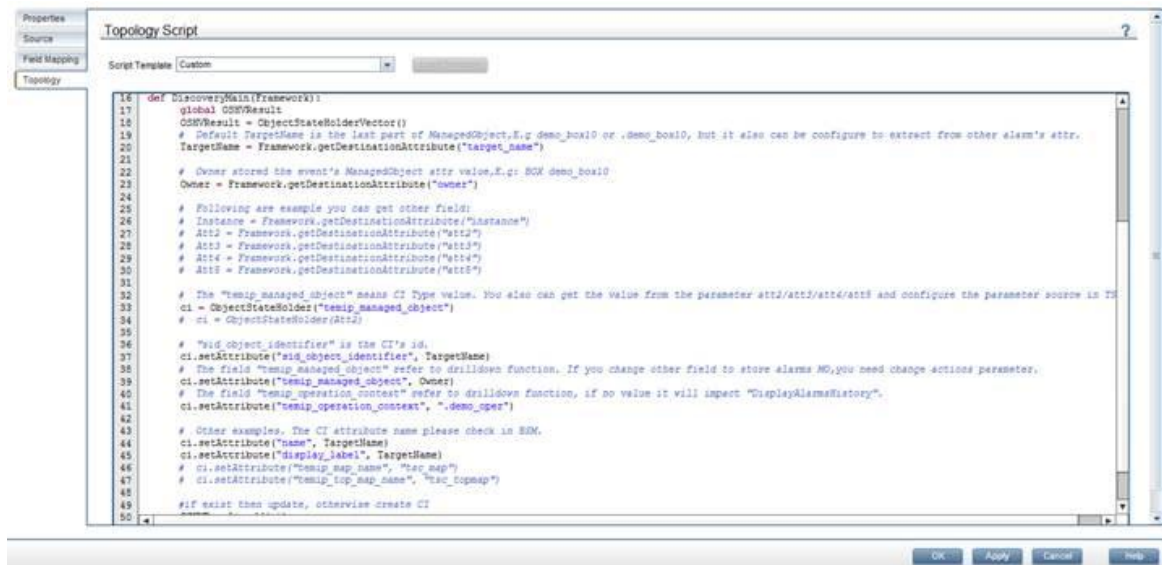 Properties
Source
Field Mapping
Topology
Topology Script
?
Script Template Custom
16 def DiscoveryMain(Framework):
17 global OSHVResult
18 OSHVResult = ObjectStateHolderVector()
19 # Default TargetName is the last part of ManagedObject,E.g demo_box10 or .demo_box10, but it also can be configure to extract from other alarm's attr.
20 TargetName = Framework.getDestinationAttribute("target_name")
21
22 # Owner stored the event's ManagedObject attr value,E.g: BOX demo_box10
23 Owner = Framework.getDestinationAttribute("owner")
24
25 # Following are example you can get other field:
26 # Instance = Framework.getDestinationAttribute("instance")
27 # Att2 = Framework.getDestinationAttribute("att2")
28 # Att3 = Framework.getDestinationAttribute("att3")
29 # Att4 = Framework.getDestinationAttribute("att4")
30 # Att5 = Framework.getDestinationAttribute("att5")
31
32 # The "temip_managed_object" means CI Type value. You also can get the value from the parameter att2/att3/att4/att5 and configure the parameter source in TS
33 ci = ObjectStateHolder("temip_managed_object")
34 # ci = ObjectStateHolder(Att2)
35
36 # "sid_object_identifier" is the CI's id.
37 ci.setAttribute("sid_object_identifier", TargetName)
38 # The field "temip_managed_object" refer to drilldown function. If you change other field to store alarms MO,you need change actions parameter.
39 ci.setAttribute("temip_managed_object", Owner)
40 # The field "temip_operation_context" refer to drilldown function, if no value it will impact "DisplayAlarmsHistory".
41 ci.setAttribute("temip_operation_context", ".demo_oper")
42
43 # Other examples. The CI attribute name please check in BSM.
44 ci.setAttribute("name", TargetName)
45 ci.setAttribute("display_label", TargetName)
46 # ci.setAttribute("temip_map_name", "tsc_map")
47 # ci.setAttribute("temip_top_map_name", "tsc_topmap")
48
49 #if exist then update, otherwise create CI
50
OK Apply Cancel Help